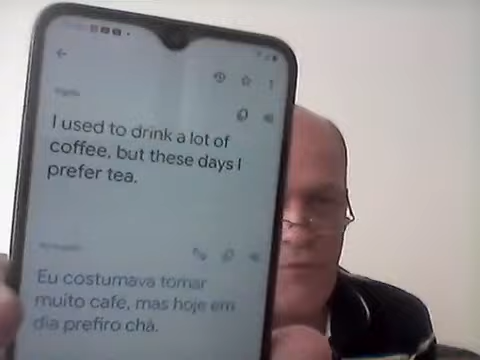 I used to drink a lot of
coffee, but these days I
prefer tea.
Eu costumava tomar
muito cafe, mas hoje em
dia prefiro chá.